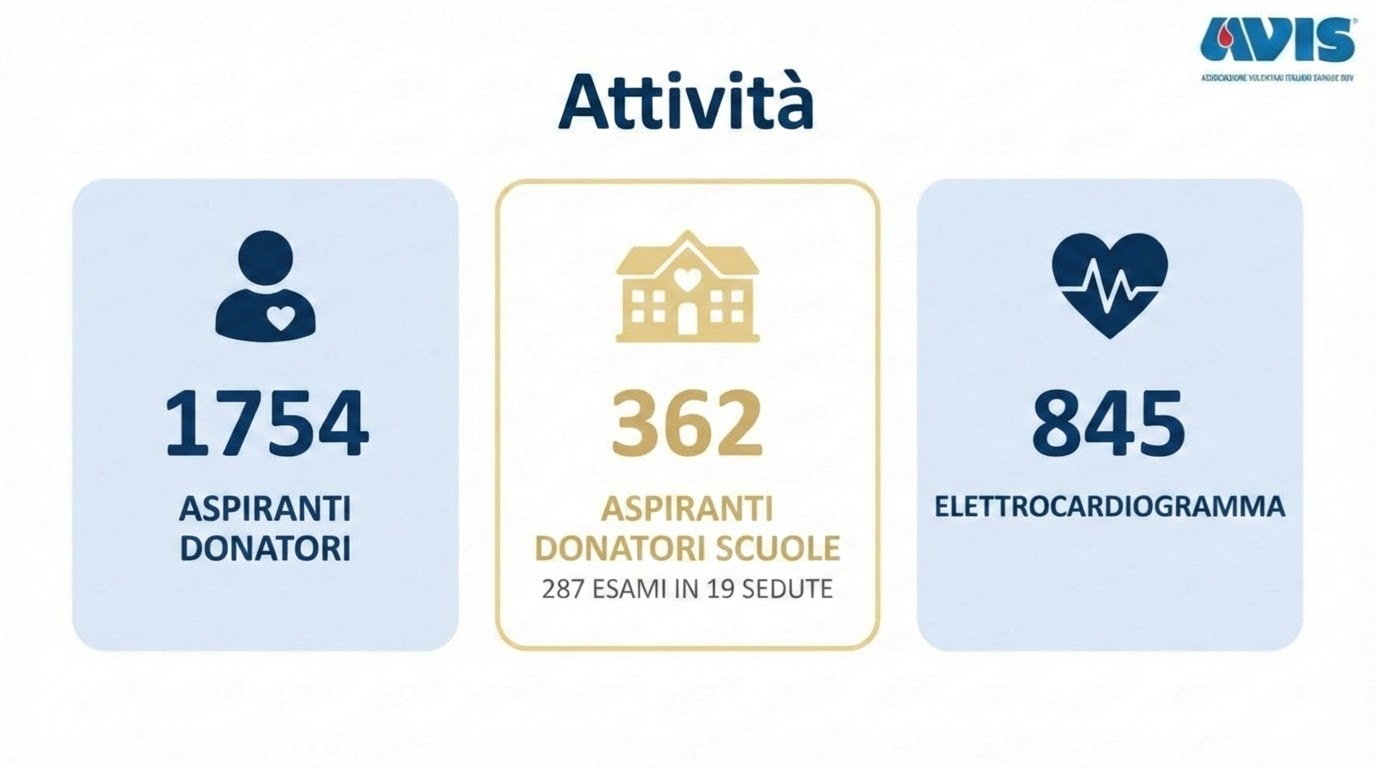 AVIS
Attività
1754
ASPIRANTI
DONATORI
362
ASPIRANTI
DONATORI SCUOLE
287 ESAMI IN 19 SEDUTE
845
ELETTROCARDIOGRAMMA